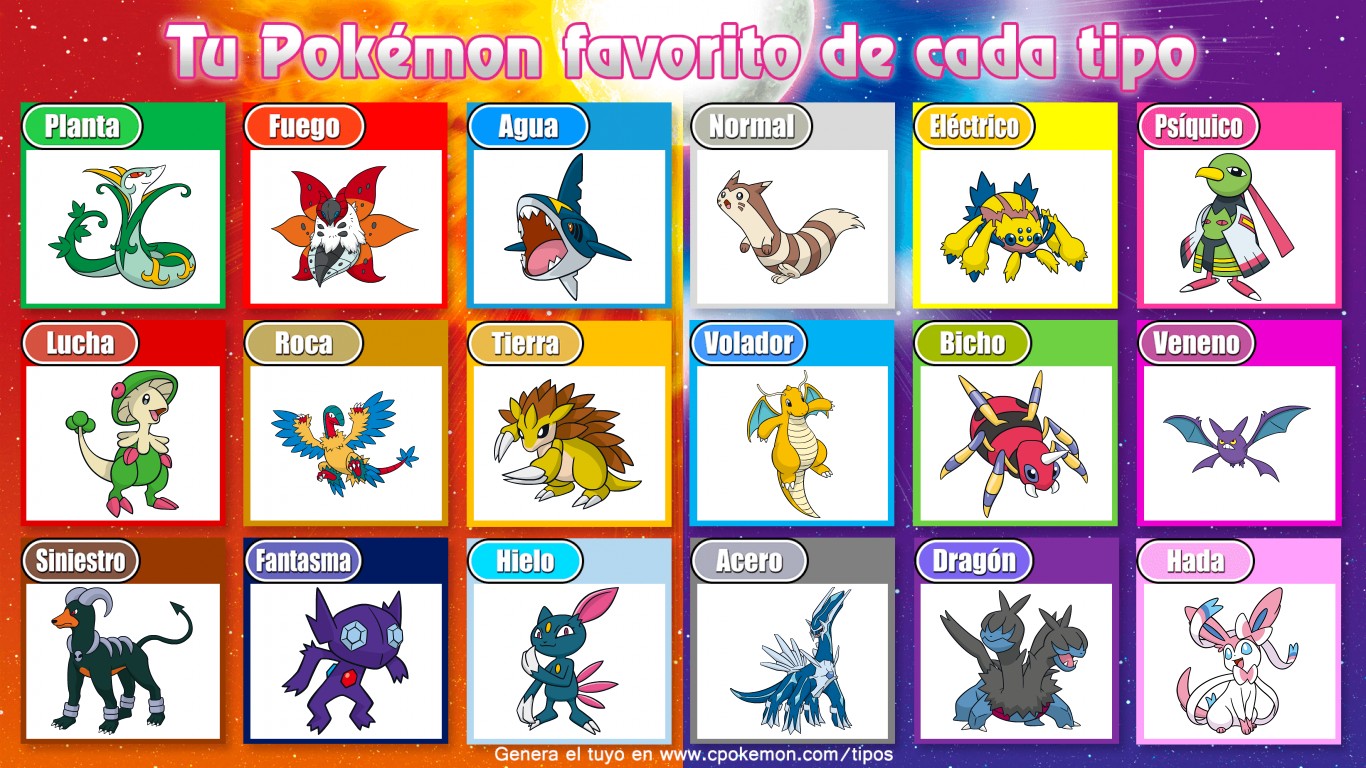 Tu Pokémon favorito de cada tipo
Planta
Fuego
Agua
Normal
Eléctrico
Psíquico
Lucha
Roca
Tierra
Volador
Bicho
Veneno
Siniestro
Fantasma
Hielo
Acero
Dragón
Hada
Genera el tuyo en www.cpokemon.com/tipos